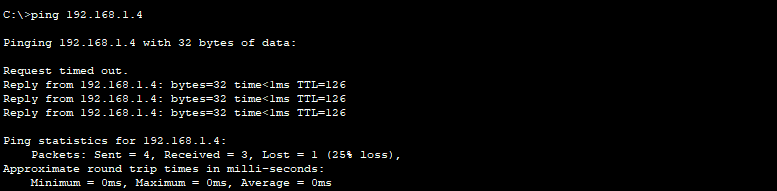 C:\>ping 192.168.1.4
Pinging 192.168.1.4 with 32 bytes of data:
Request timed out.
Reply from 192.168.1.4: bytes=32 time<1ms TTL=126
Reply from 192.168.1.4: bytes=32 time<1ms TTL=126
Reply from 192.168.1.4: bytes=32 time<1ms TTL=126
Ping statistics for 192.168.1.4:
    Packets: Sent = 4, Received = 3, Lost = 1 (25% loss),
Approximate round trip times in milli-seconds:
    Minimum = 0ms, Maximum = 0ms, Average = 0ms